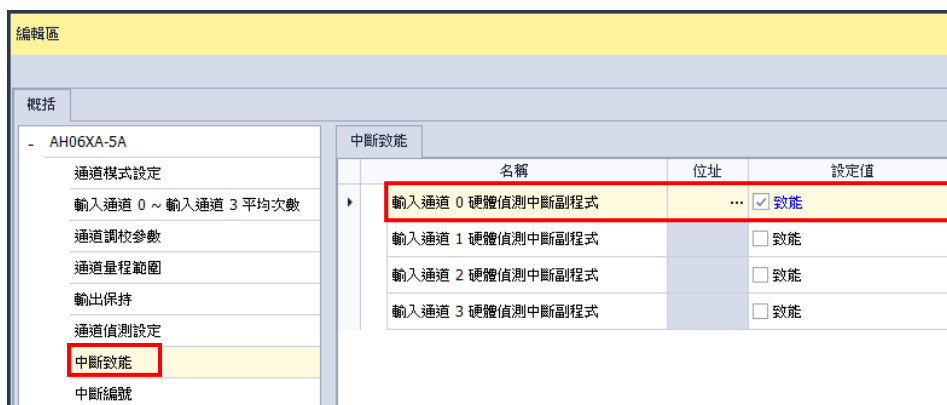 編輯區
概括
- AH06XA-5A
通道模式設定
輸入通道 0 ~ 輸入通道 3 平均次數
通道調校參數
通道量程範圍
輸出保持
通道偵測設定
中斷致能
中斷編號
中斷致能
名稱 位址 設定值
輸入通道 0 硬體偵測中斷副程式 ... 致能
輸入通道 1 硬體偵測中斷副程式 致能
輸入通道 2 硬體偵測中斷副程式 致能
輸入通道 3 硬體偵測中斷副程式 致能